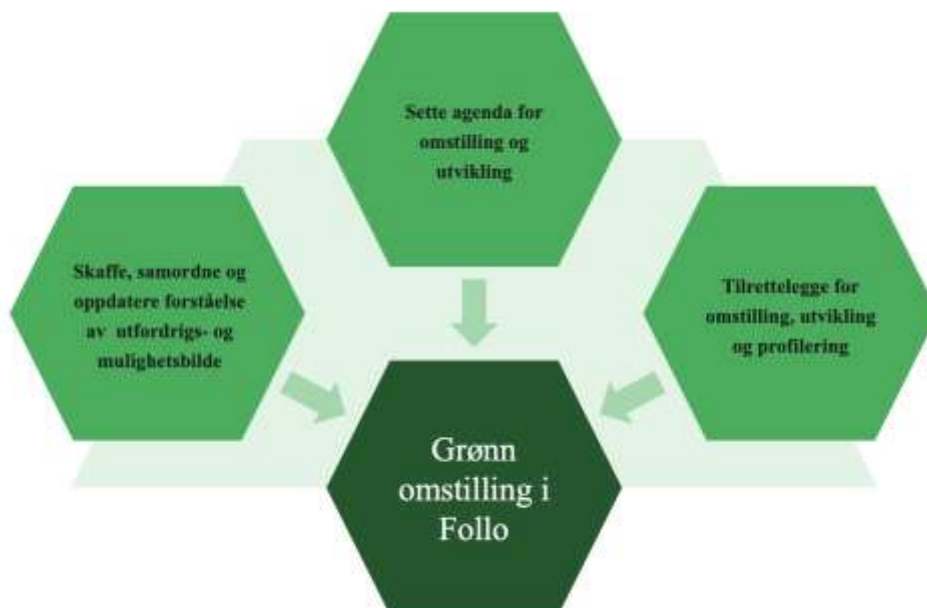 Sette agenda for
omstilling og
utvikling
Skaffe, samordne og
oppdatere forståelse
av utfordrigs- og
mulighetsbilde
Tilrettelegge for
omstilling, utvikling
og profilering
Grønn
omstilling i
Follo